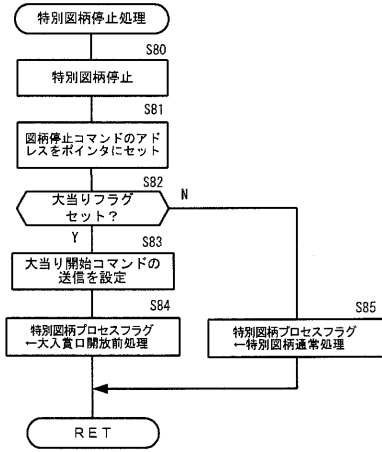 特別図柄停止処理
S80
特別図柄停止
S81
図柄停止コマンドのアド
レスをポインタにセット
S82
大当りフラグ
セット？
N
Y
S83
大当り開始コマンドの
送信を設定
S84
特別図柄プロセスフラグ
←大入賞口開放前処理
S85
特別図柄プロセスフラグ
←特別図柄通常処理
RET